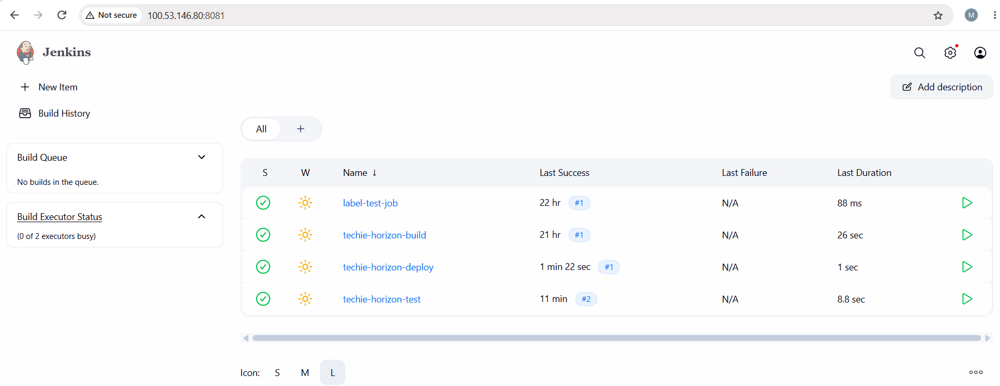 Not secure 100.53.146.80:8081 M
Jenkins
New Item
Add description
Build History
All
Build Queue
No builds in the queue.
Build Executor Status
(0 of 2 executors busy)
S W Name ↓ Last Success Last Failure Last Duration
label-test-job 22 hr #1 N/A 88 ms
techie-horizon-build 21 hr #1 N/A 26 sec
techie-horizon-deploy 1 min 22 sec #1 N/A 1 sec
techie-horizon-test 11 min #2 N/A 8.8 sec
Icon: S M L